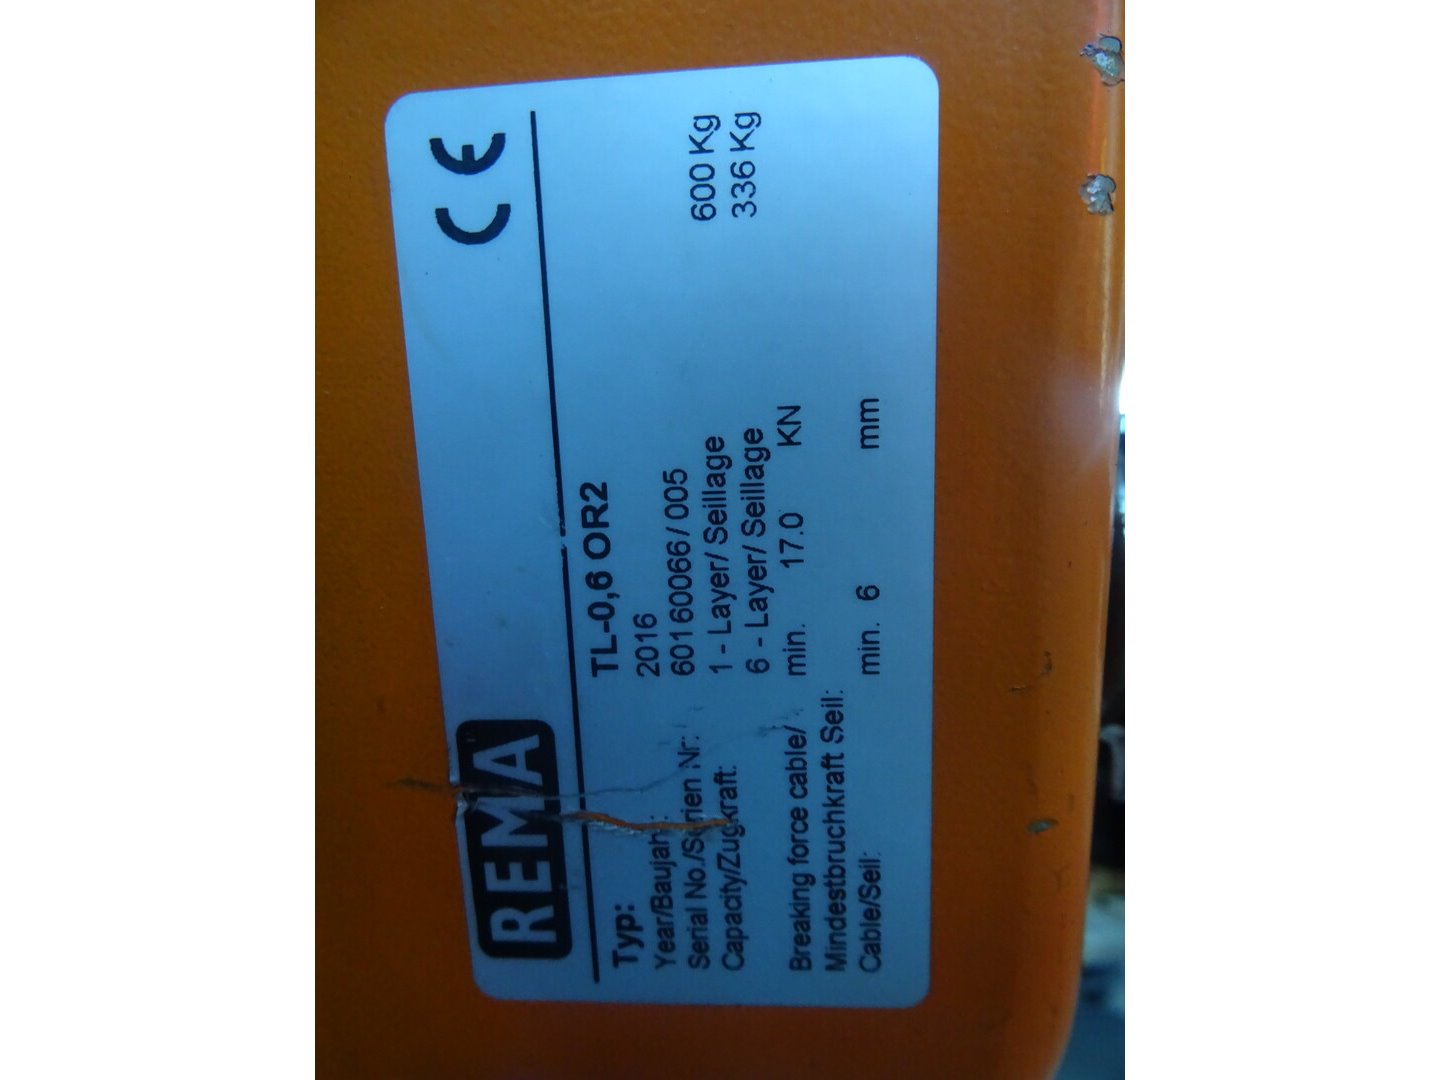 REMA CE
Typ: TL-0,6 OR2
Year/Baujahr: 2016
Serial No./Serien Nr: 60160066/005
Capacity/Zugkraft: 1 - Layer/ Seillage 600 Kg
6 - Layer/ Seillage 336 Kg
Breaking force cable/ min. 17.0 KN
Mindestbruchkraft Seil:
Cable/Seil: min. 6 mm